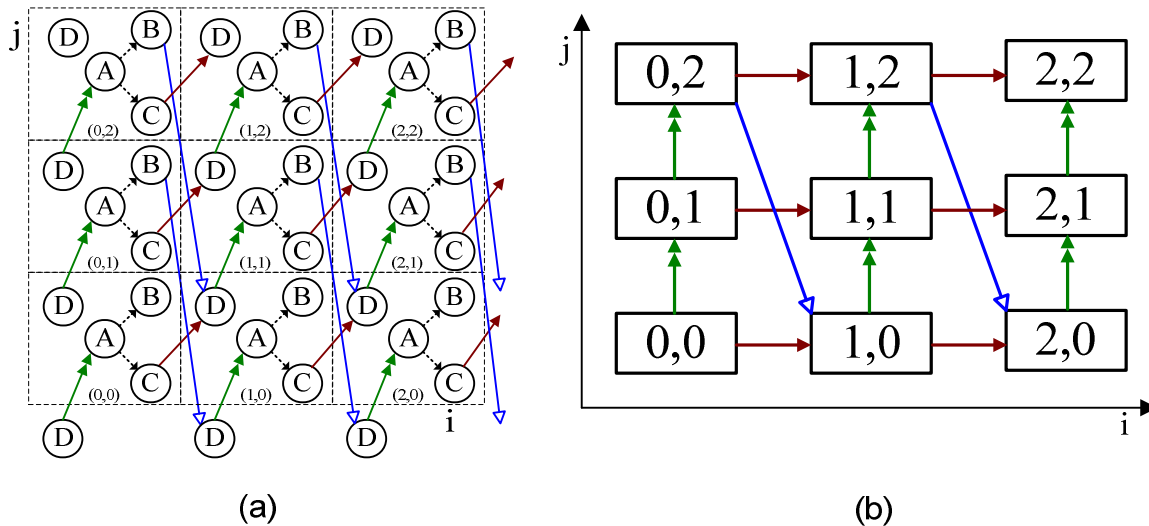 j
D B D B D B
A A A
C C C
(0,2) (1,2) (2,2)
D B D B D B
A A A
C C C
(0,1) (1,1) (2,1)
D B D B D B
A A A
C C C
(0,0) (1,0) (2,0)
i
D D D
(a)
j
0,2 1,2 2,2
0,1 1,1 2,1
0,0 1,0 2,0
i
(b)